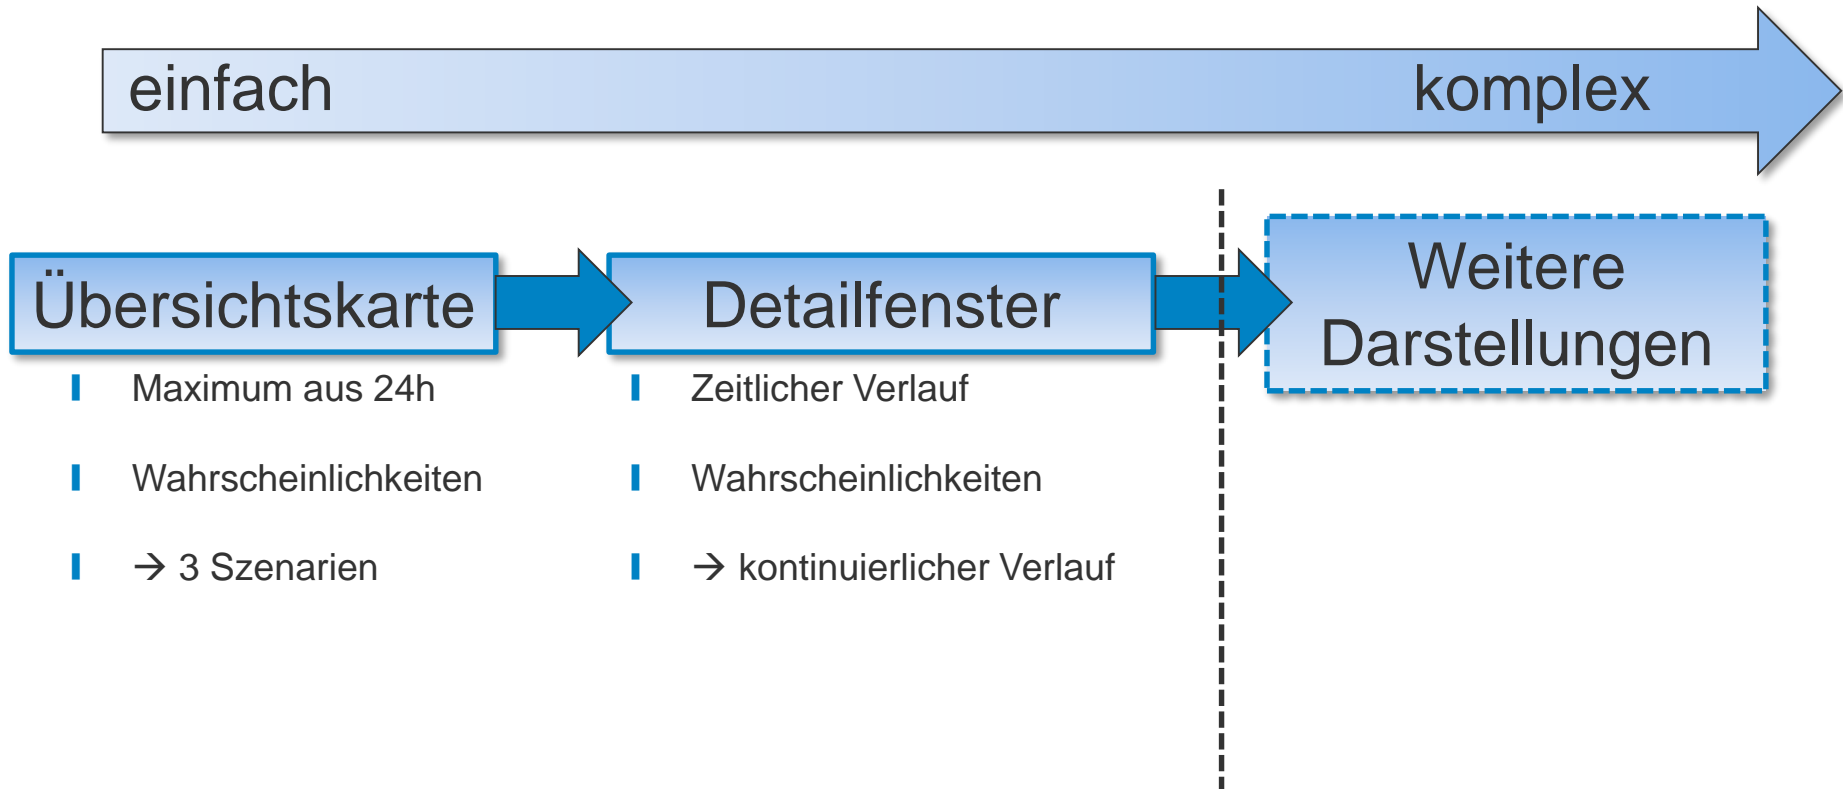 einfach
komplex
Übersichtskarte
Maximum aus 24h
Wahrscheinlichkeiten
→ 3 Szenarien
Detailfenster
Zeitlicher Verlauf
Wahrscheinlichkeiten
→ kontinuierlicher Verlauf
Weitere
Darstellungen